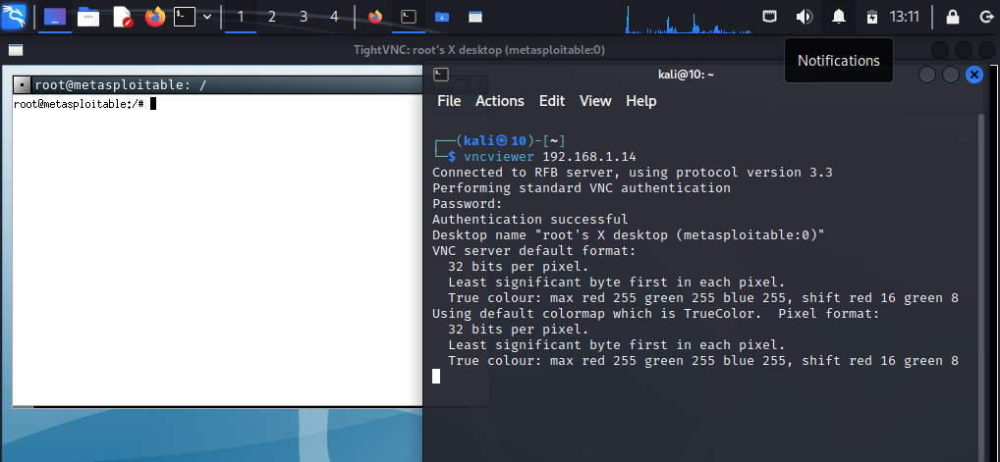 1 2 3 4 13:11
TightVNC: root's X desktop (metasploitable:0)
Notifications
root@metasploitable: /
root@metasploitable:/#
kali@10: ~
File Actions Edit View Help
┌──(kali㉿10)-[~]
└─$ vncviewer 192.168.1.14
Connected to RFB server, using protocol version 3.3
Performing standard VNC authentication
Password:
Authentication successful
Desktop name "root's X desktop (metasploitable:0)"
VNC server default format:
  32 bits per pixel.
  Least significant byte first in each pixel.
  True colour: max red 255 green 255 blue 255, shift red 16 green 8
Using default colormap which is TrueColor.  Pixel format:
  32 bits per pixel.
  Least significant byte first in each pixel.
  True colour: max red 255 green 255 blue 255, shift red 16 green 8